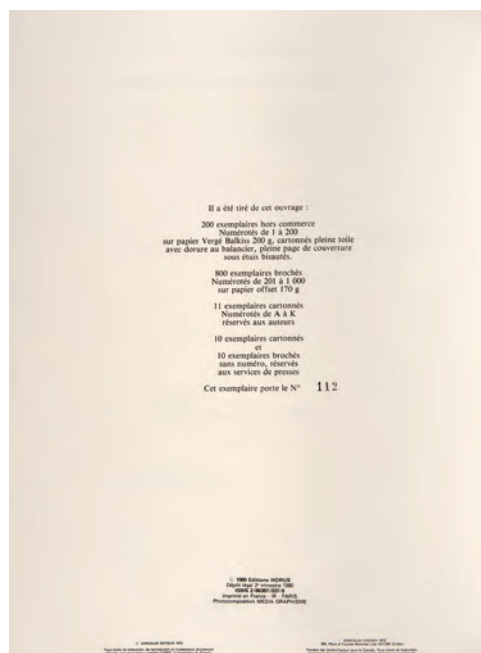 Il a été tiré de cet ouvrage :
200 exemplaires hors commerce
Numérotés de 1 à 200
sur papier Vergé Balkiss 200 g, cartonnés pleine toile
avec dorure au balancier, pleine page de couverture
sous étuis bisautés.
800 exemplaires brochés
Numérotés de 201 à 1 000
sur papier offset 170 g
11 exemplaires cartonnés
Numérotés de A à K
réservés aux auteurs
10 exemplaires cartonnés
et
10 exemplaires brochés
sans numéro, réservés
aux services de presses
Cet exemplaire porte le N° 112
© 1980 Editions HORUS
Dépôt légal 2e trimestre 1980
Imprimé en France - PARIS
Photocomposition MEDIA GRAPHISME